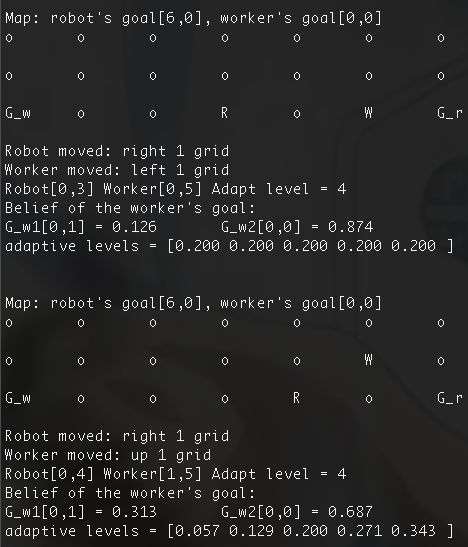 Map: robot's goal[6,0], worker's goal[0,0]
o o o o o o o
o o o o o o o
G_w o o R o W G_r
Robot moved: right 1 grid
Worker moved: left 1 grid
Robot[0,3] Worker[0,5] Adapt level = 4
Belief of the worker's goal:
G_w1[0,1] = 0.126 G_w2[0,0] = 0.874
adaptive levels = [0.200 0.200 0.200 0.200 0.200 ]
Map: robot's goal[6,0], worker's goal[0,0]
o o o o o o o
o o o o o W o
G_w o o o R o G_r
Robot moved: right 1 grid
Worker moved: up 1 grid
Robot[0,4] Worker[1,5] Adapt level = 4
Belief of the worker's goal:
G_w1[0,1] = 0.313 G_w2[0,0] = 0.687
adaptive levels = [0.057 0.129 0.200 0.271 0.343 ]